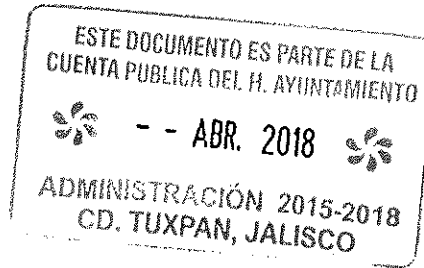 ESTE DOCUMENTO ES PARTE DE LA
CUENTA PUBLICA DEL H. AYUNTAMIENTO
- - ABR. 2018
ADMINISTRACIÓN 2015-2018
CD. TUXPAN, JALISCO